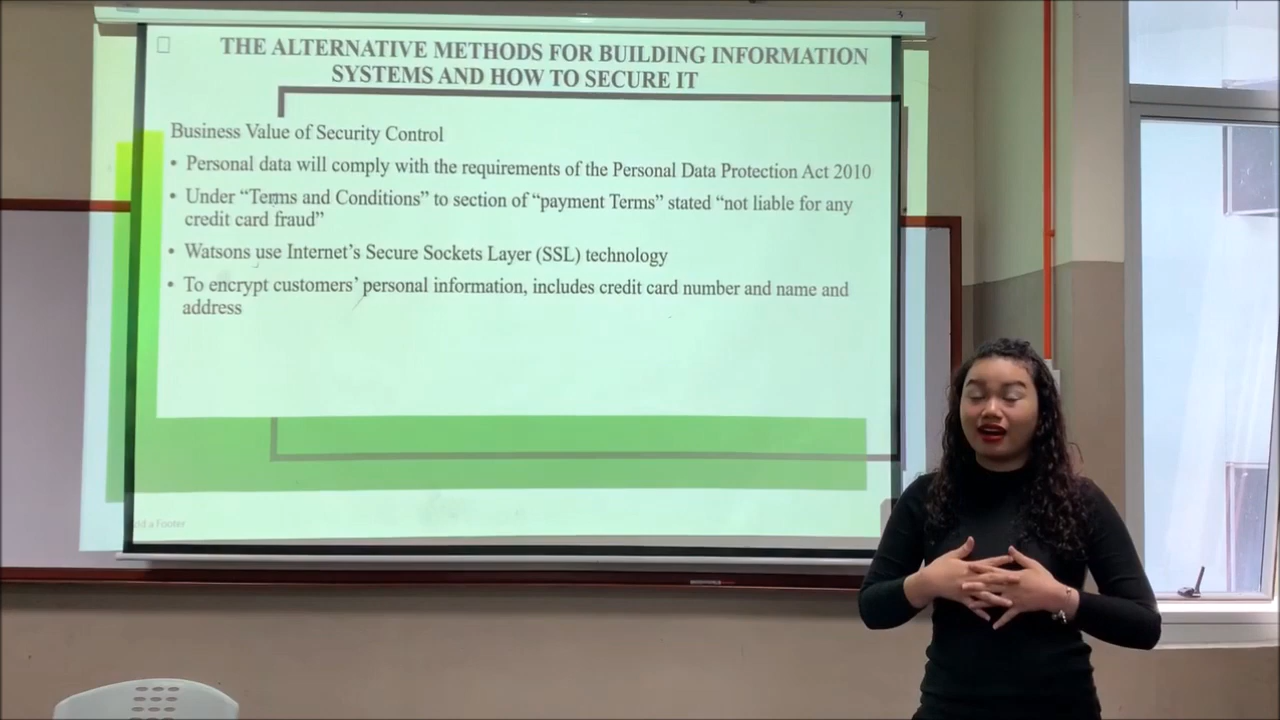 THE ALTERNATIVE METHODS FOR BUILDING INFORMATION
SYSTEMS AND HOW TO SECURE IT
Business Value of Security Control
• Personal data will comply with the requirements of the Personal Data Protection Act 2010
• Under “Terms and Conditions” to section of “payment Terms” stated “not liable for any
credit card fraud”
• Watsons use Internet’s Secure Sockets Layer (SSL) technology
• To encrypt customers’ personal information, includes credit card number and name and
address
Add a Footer